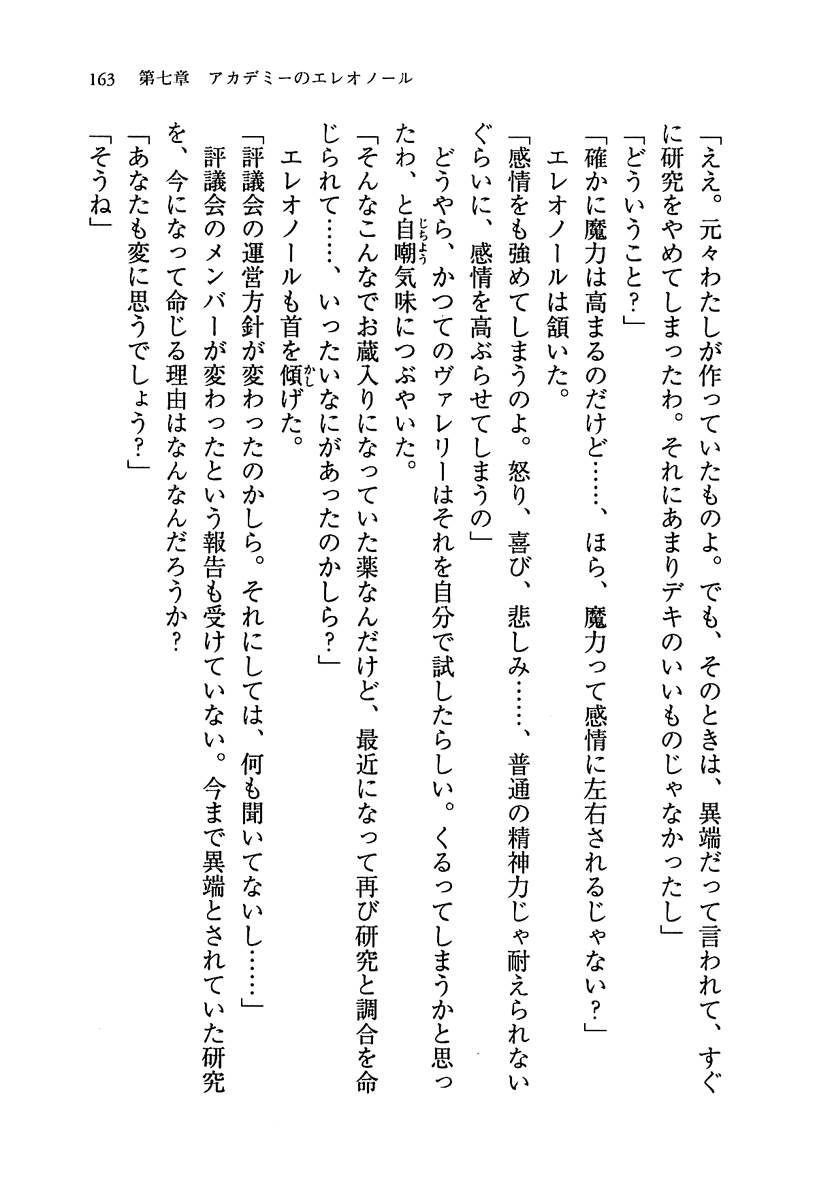 163　第七章　アカデミーのエレオノール
「ええ。元々わたしが作っていたものよ。でも、そのときは、異端だって言われて、すぐ
に研究をやめてしまったわ。それにあまりデキのいいものじゃなかったし」
「どういうこと？」
「確かに魔力は高まるのだけど……、ほら、魔力って感情に左右されるじゃない？」
　エレオノールは頷いた。
「感情をも強めてしまうのよ。怒り、喜び、悲しみ……、普通の精神力じゃ耐えられない
ぐらいに、感情を高ぶらせてしまうの」
　どうやら、かつてのヴァレリーはそれを自分で試したらしい。くるってしまうかと思っ
たわ、と自嘲気味につぶやいた。
「そんなこんなでお蔵入りになっていた薬なんだけど、最近になって再び研究と調合を命
じられて……、いったいなにがあったのかしら？」
　エレオノールも首を傾げた。
「評議会の運営方針が変わったのかしら。それにしては、何も聞いてないし……」
　評議会のメンバーが変わったという報告も受けていない。今まで異端とされていた研究
を、今になって命じる理由はなんなんだろうか？
「あなたも変に思うでしょう？」
「そうね」